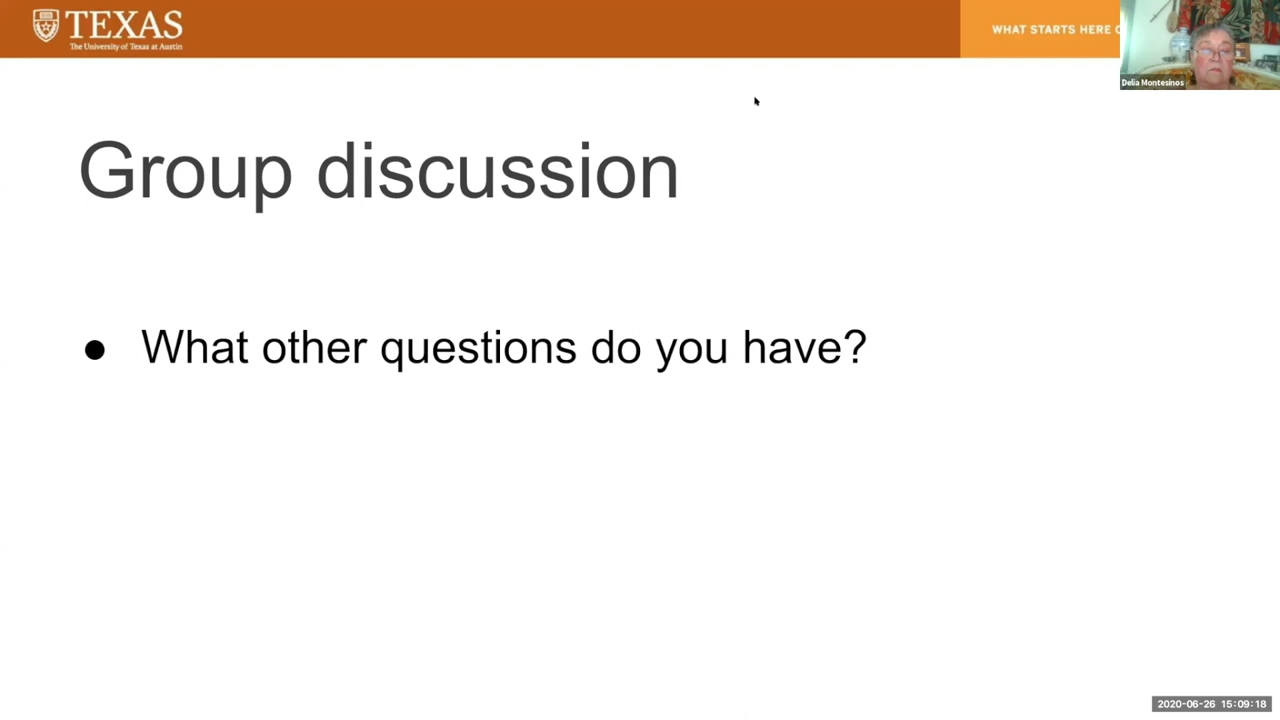 TEXAS
The University of Texas at Austin
WHAT STARTS HERE
Delia Montesinos
Group discussion
● What other questions do you have?
2020-06-26 15:09:18